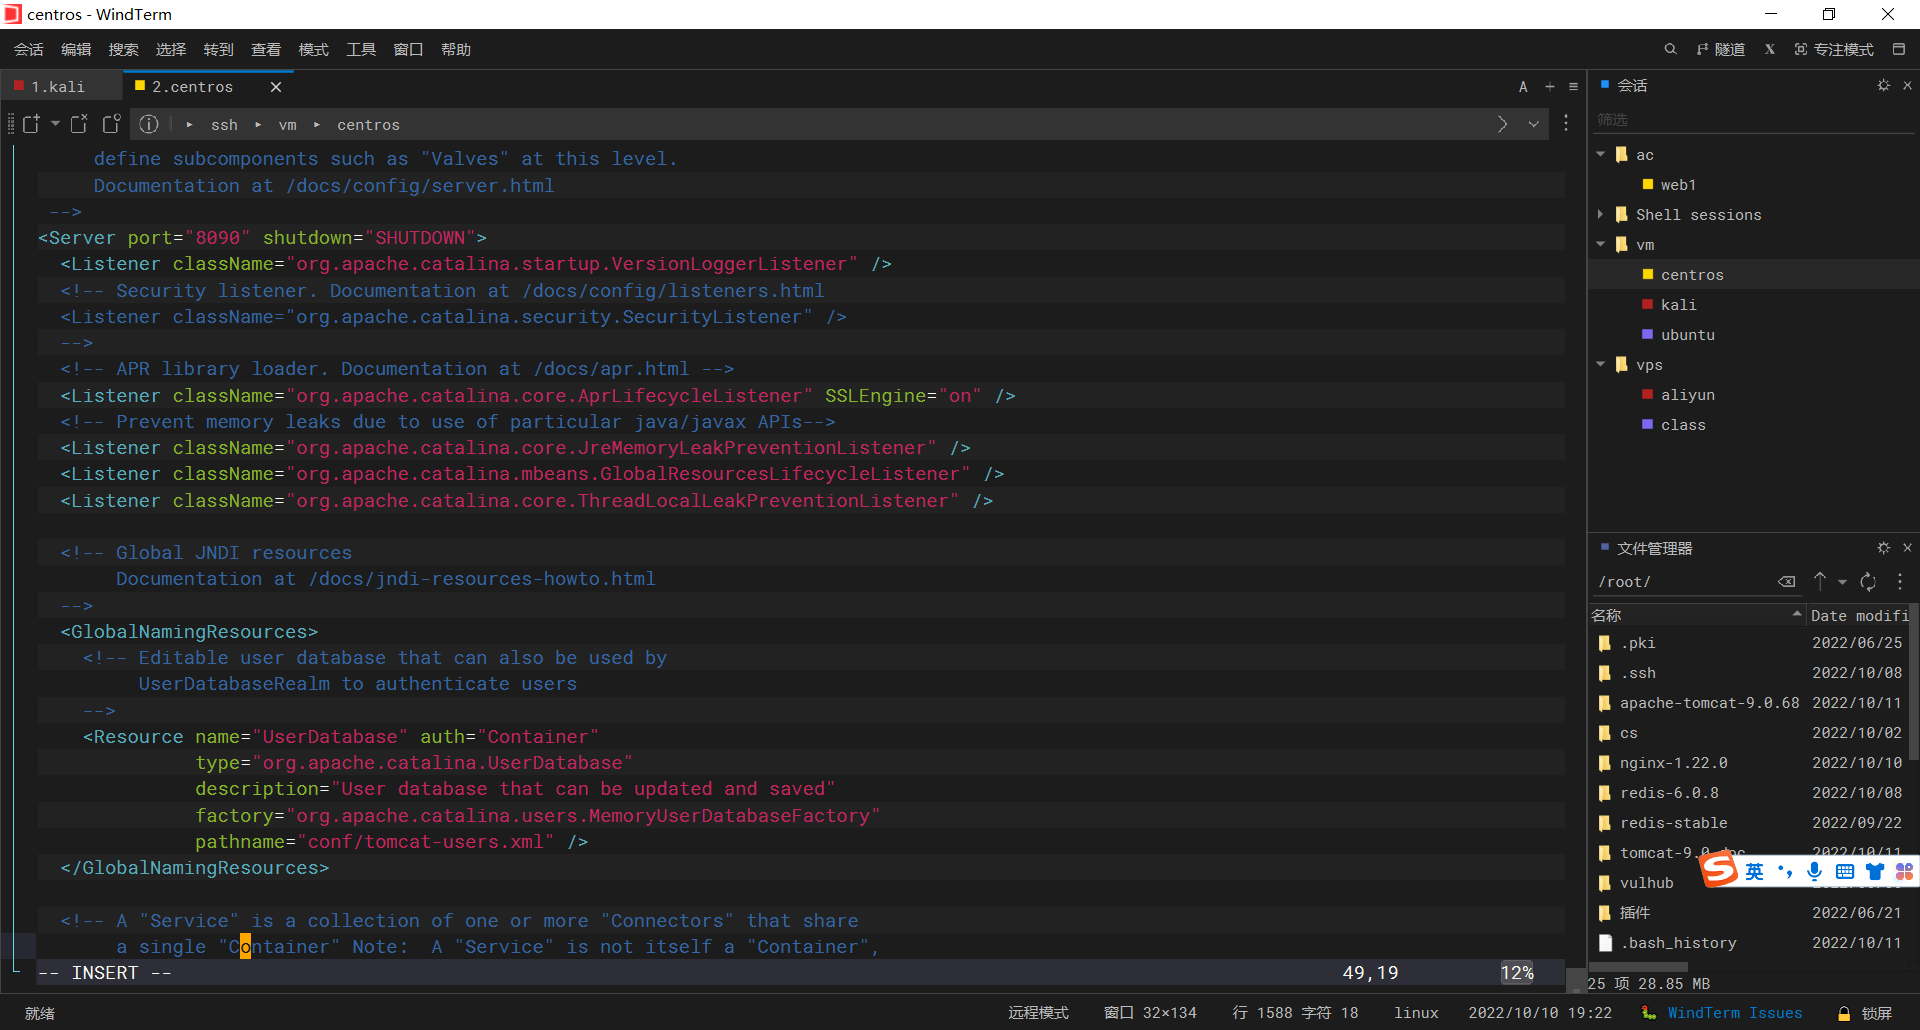 centros - WindTerm
会话 编辑 搜索 选择 转到 查看 模式 工具 窗口 帮助 隧道 X 专注模式
1.kali 2.centros A
ssh vm centros
define subcomponents such as "Valves" at this level.
Documentation at /docs/config/server.html
-->
<Server port="8090" shutdown="SHUTDOWN">
<Listener className="org.apache.catalina.startup.VersionLoggerListener" />
<!-- Security listener. Documentation at /docs/config/listeners.html
<Listener className="org.apache.catalina.security.SecurityListener" />
-->
<!-- APR library loader. Documentation at /docs/apr.html -->
<Listener className="org.apache.catalina.core.AprLifecycleListener" SSLEngine="on" />
<!-- Prevent memory leaks due to use of particular java/javax APIs-->
<Listener className="org.apache.catalina.core.JreMemoryLeakPreventionListener" />
<Listener className="org.apache.catalina.mbeans.GlobalResourcesLifecycleListener" />
<Listener className="org.apache.catalina.core.ThreadLocalLeakPreventionListener" />
<!-- Global JNDI resources
Documentation at /docs/jndi-resources-howto.html
-->
<GlobalNamingResources>
<!-- Editable user database that can also be used by
UserDatabaseRealm to authenticate users
-->
<Resource name="UserDatabase" auth="Container"
type="org.apache.catalina.UserDatabase"
description="User database that can be updated and saved"
factory="org.apache.catalina.users.MemoryUserDatabaseFactory"
pathname="conf/tomcat-users.xml" />
</GlobalNamingResources>
<!-- A "Service" is a collection of one or more "Connectors" that share
a single "Container" Note:  A "Service" is not itself a "Container",
-- INSERT -- 49,19 12%
会话
筛选
ac
web1
Shell sessions
vm
centros
kali
ubuntu
vps
aliyun
class
文件管理器
/root/
名称 Date modifi
.pki 2022/06/25
.ssh 2022/10/08
apache-tomcat-9.0.68 2022/10/11
cs 2022/10/02
nginx-1.22.0 2022/10/10
redis-6.0.8 2022/10/08
redis-stable 2022/09/22
tomcat-9.0 2022/10/11
英
vulhub
插件 2022/06/21
.bash_history 2022/10/11
25 项 28.85 MB
就绪 远程模式 窗口 32×134 行 1588 字符 18 linux 2022/10/10 19:22 WindTerm Issues 锁屏